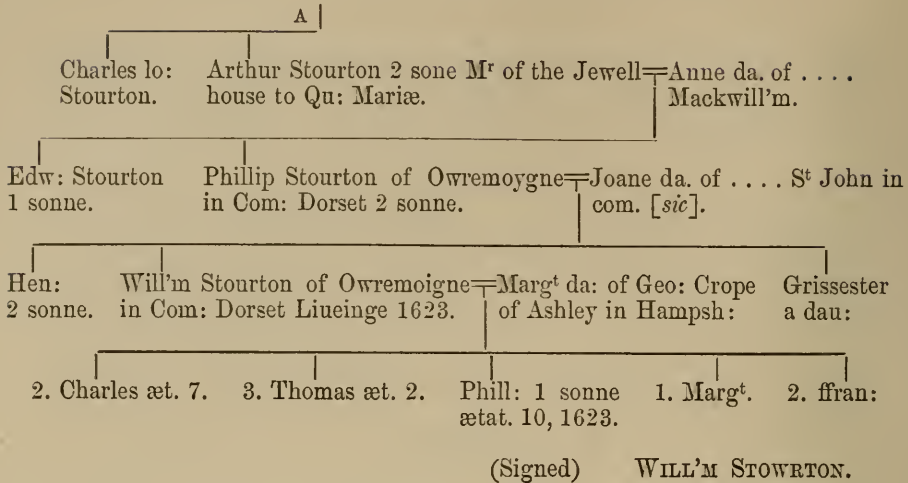 A
Charles lo: Arthur Stourton 2 sone Mʳ of the Jewell Anne da. of . . . .
Stourton. house to Qu: Mariæ. Mackwill'm.
Edw: Stourton Phillip Stourton of Owremoygne Joane da. of . . . . Sᵗ John in
1 sonne. in Com: Dorset 2 sonne. com. [sic].
Hen: Will'm Stourton of Owremoigne Margᵗ da: of Geo: Crope Grissester
2 sonne. in Com: Dorset Liueinge 1623. of Ashley in Hampsh: a dau:
2. Charles æt. 7. 3. Thomas æt. 2. Phill: 1 sonne 1. Margᵗ. 2. ffran:
ætat. 10, 1623.
(Signed) WILL'M STOWRTON.